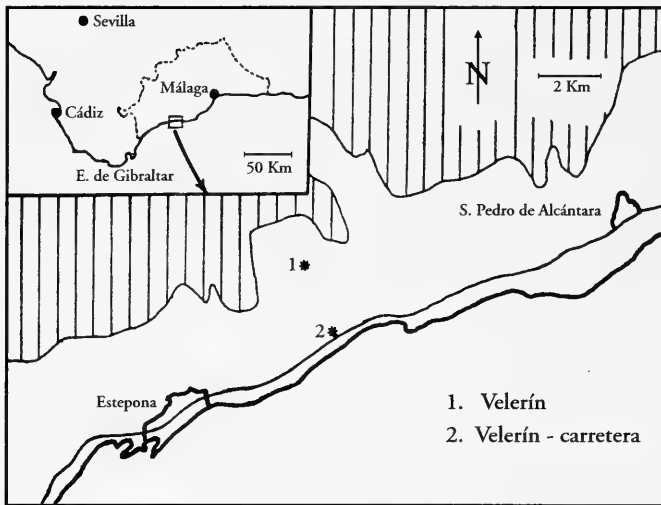 Sevilla
Málaga
Cádiz
E. de Gibraltar
50 Km
N
2 Km
S. Pedro de Alcántara
1
2
Estepona
1. Velerín
2. Velerín - carretera